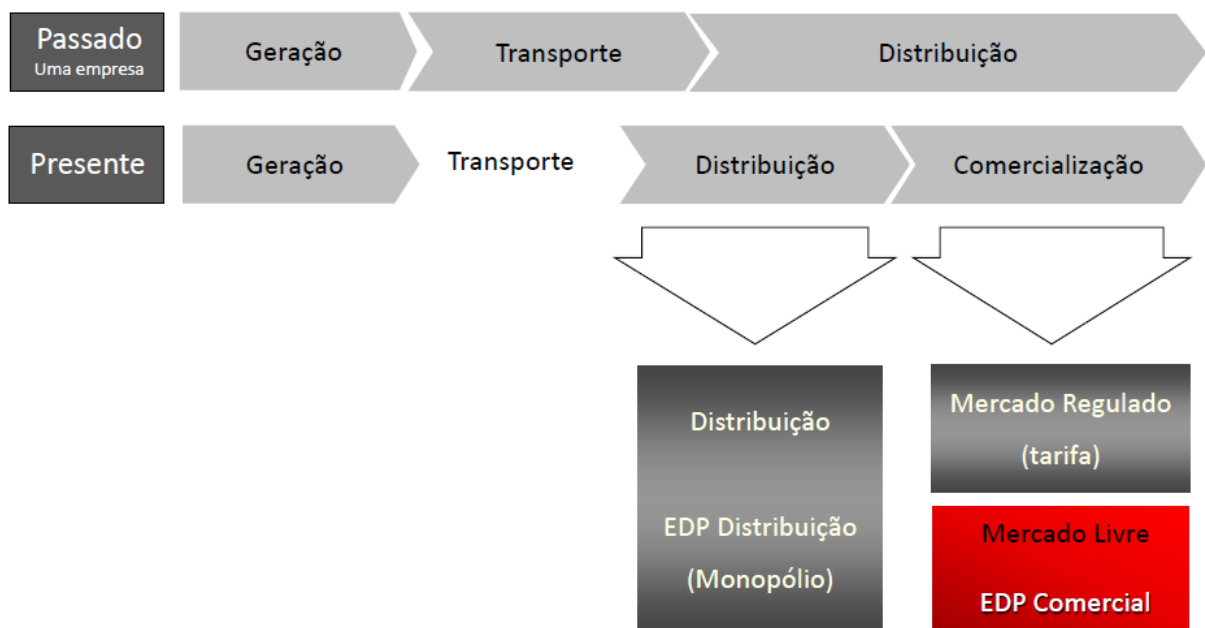 Passado
Uma empresa
Geração
Transporte
Distribuição
Presente
Geração
Transporte
Distribuição
Comercialização
Distribuição
EDP Distribuição
(Monopólio)
Mercado Regulado
(tarifa)
Mercado Livre
EDP Comercial